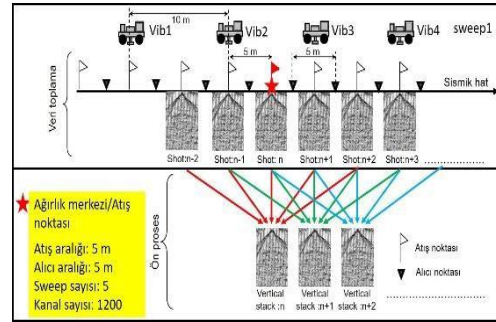 10 m
Vib1 Vib2 Vib3 Vib4 sweep1
5 m 5 m
Sismik hat
Veri toplama
Shot:n-2 Shot:n-1 Shot: n Shot:n+1 Shot:n+2 Shot:n+3 ................
Ağırlık merkezi/Atış
noktası
Atış aralığı: 5 m
Alıcı aralığı: 5 m
Sweep sayısı: 5
Kanal sayısı: 1200
Ön proses
Vertical Vertical Vertical
stack :n stack :n+1 stack :n+2
Atış noktası
Alıcı noktası
................